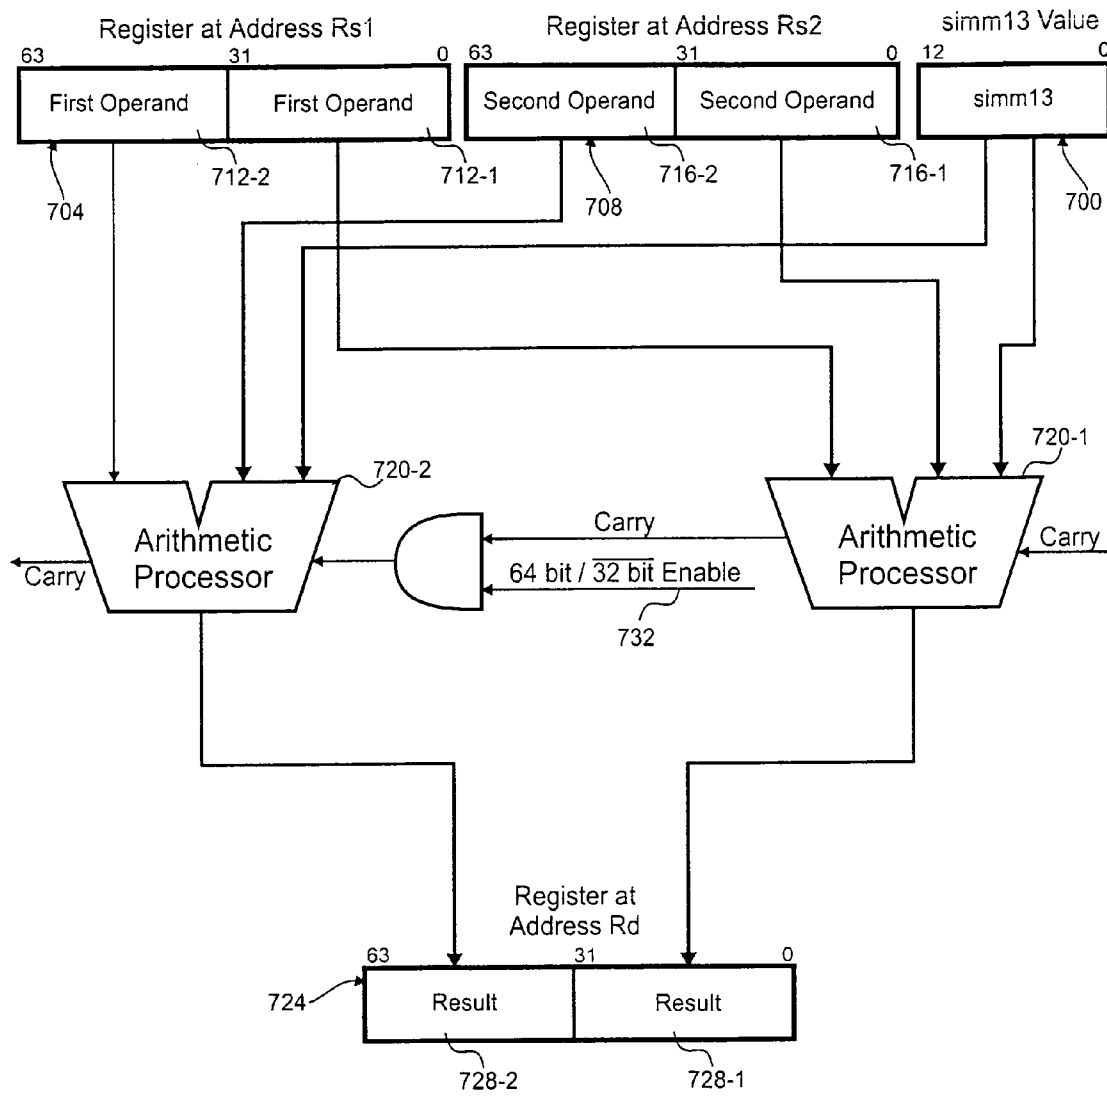 Register at Address Rs1
Register at Address Rs2
simm13 Value
63
31
0
63
31
0
12
0
First Operand
First Operand
Second Operand
Second Operand
simm13
704
712-2
712-1
708
716-2
716-1
700
720-2
720-1
Arithmetic
Processor
Carry
Carry
64 bit / 32 bit Enable
732
Arithmetic
Processor
Carry
Register at
Address Rd
63
31
0
724
Result
Result
728-2
728-1